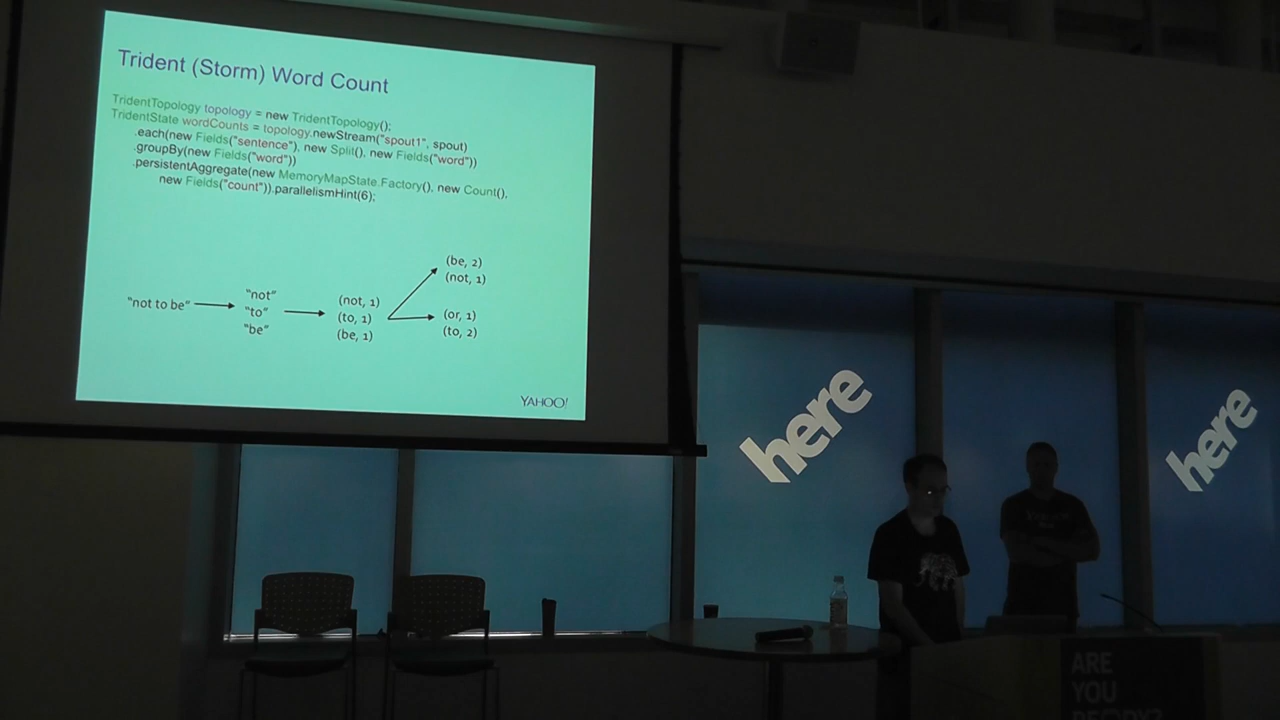 Trident (Storm) Word Count
TridentTopology topology = new TridentTopology();
TridentState wordCounts = topology.newStream("spout1", spout)
.each(new Fields("sentence"), new Split(), new Fields("word"))
.groupBy(new Fields("word"))
.persistentAggregate(new MemoryMapState.Factory(), new Count(),
new Fields("count")).parallelismHint(6);
"not to be"
"not"
"to"
"be"
(not, 1)
(to, 1)
(be, 1)
(be, 2)
(not, 1)
(or, 1)
(to, 2)
YAHOO!
here
here
ARE
YOU